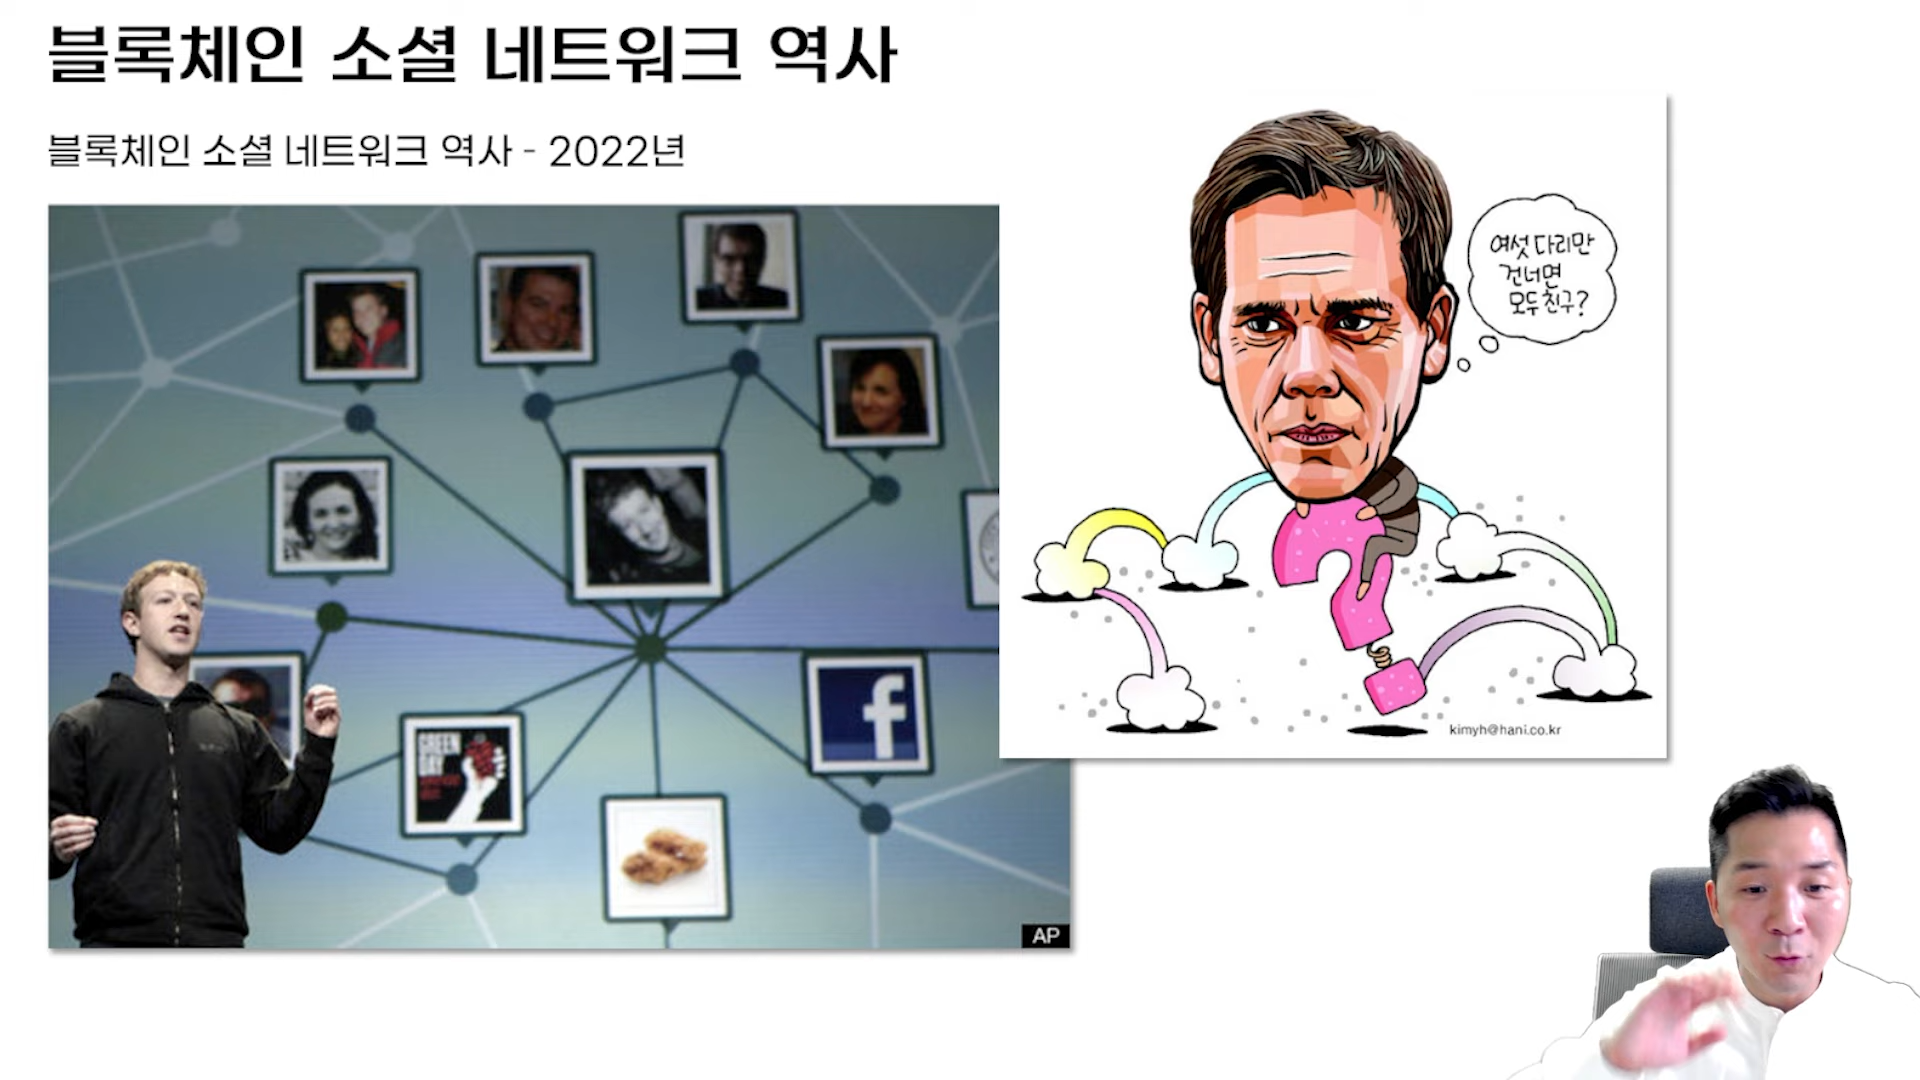 블록체인 소셜 네트워크 역사
블록체인 소셜 네트워크 역사 - 2022년
여섯 다리만
건너면
모두 친구?
GREEN
DAY
f
AP
kimyh@hani.co.kr